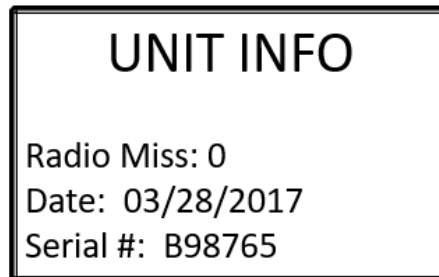 UNIT INFO
Radio Miss: 0
Date:  03/28/2017
Serial #:  B98765